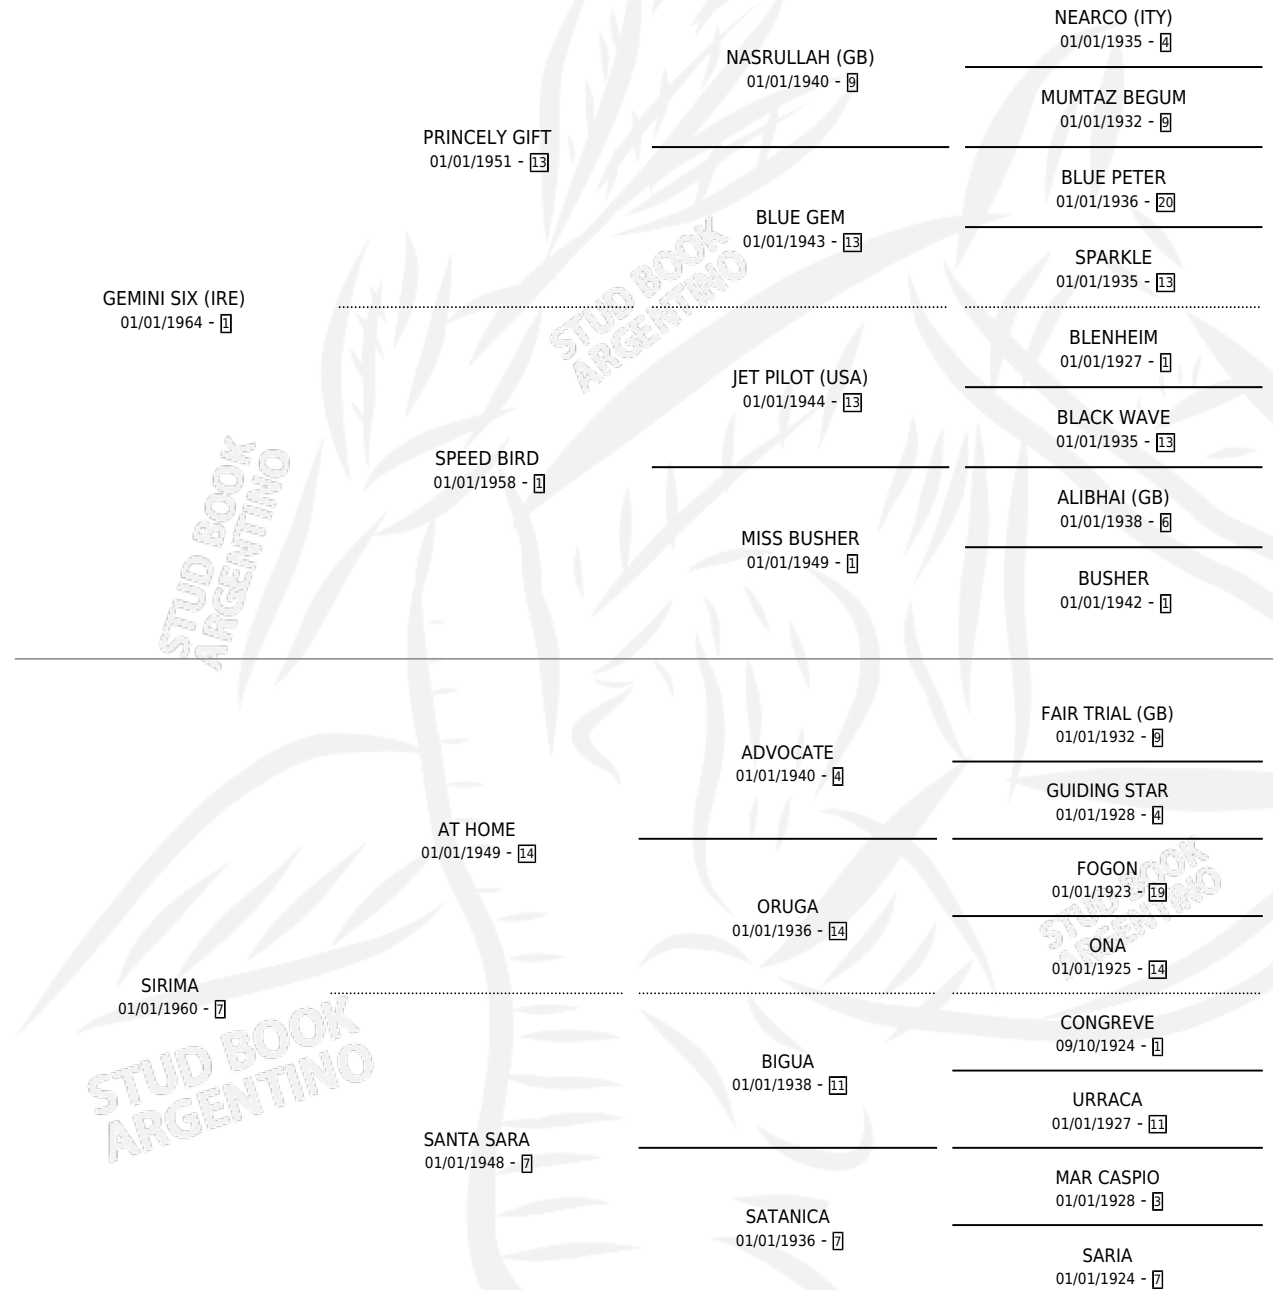 NEARCO (ITY)
01/01/1935 - 4
NASRULLAH (GB)
01/01/1940 - 9
MUMTAZ BEGUM
01/01/1932 - 9
PRINCELY GIFT
01/01/1951 - 13
BLUE PETER
01/01/1936 - 20
BLUE GEM
01/01/1943 - 13
SPARKLE
01/01/1935 - 13
GEMINI SIX (IRE)
01/01/1964 - 1
BLENHEIM
01/01/1927 - 1
JET PILOT (USA)
01/01/1944 - 13
BLACK WAVE
01/01/1935 - 13
SPEED BIRD
01/01/1958 - 1
ALIBHAI (GB)
01/01/1938 - 6
MISS BUSHER
01/01/1949 - 1
BUSHER
01/01/1942 - 1
FAIR TRIAL (GB)
01/01/1932 - 9
ADVOCATE
01/01/1940 - 4
GUIDING STAR
01/01/1928 - 4
AT HOME
01/01/1949 - 14
FOGON
01/01/1923 - 19
ORUGA
01/01/1936 - 14
ONA
01/01/1925 - 14
SIRIMA
01/01/1960 - 7
CONGREVE
09/10/1924 - 1
BIGUA
01/01/1938 - 11
URRACA
01/01/1927 - 11
SANTA SARA
01/01/1948 - 7
MAR CASPIO
01/01/1928 - 3
SATANICA
01/01/1936 - 7
SARIA
01/01/1924 - 7
STUD BOOK
ARGENTINO
STUD BOOK
ARGENTINO
STUD BOOK
ARGENTINO
STUD BOOK
ARGENTINO